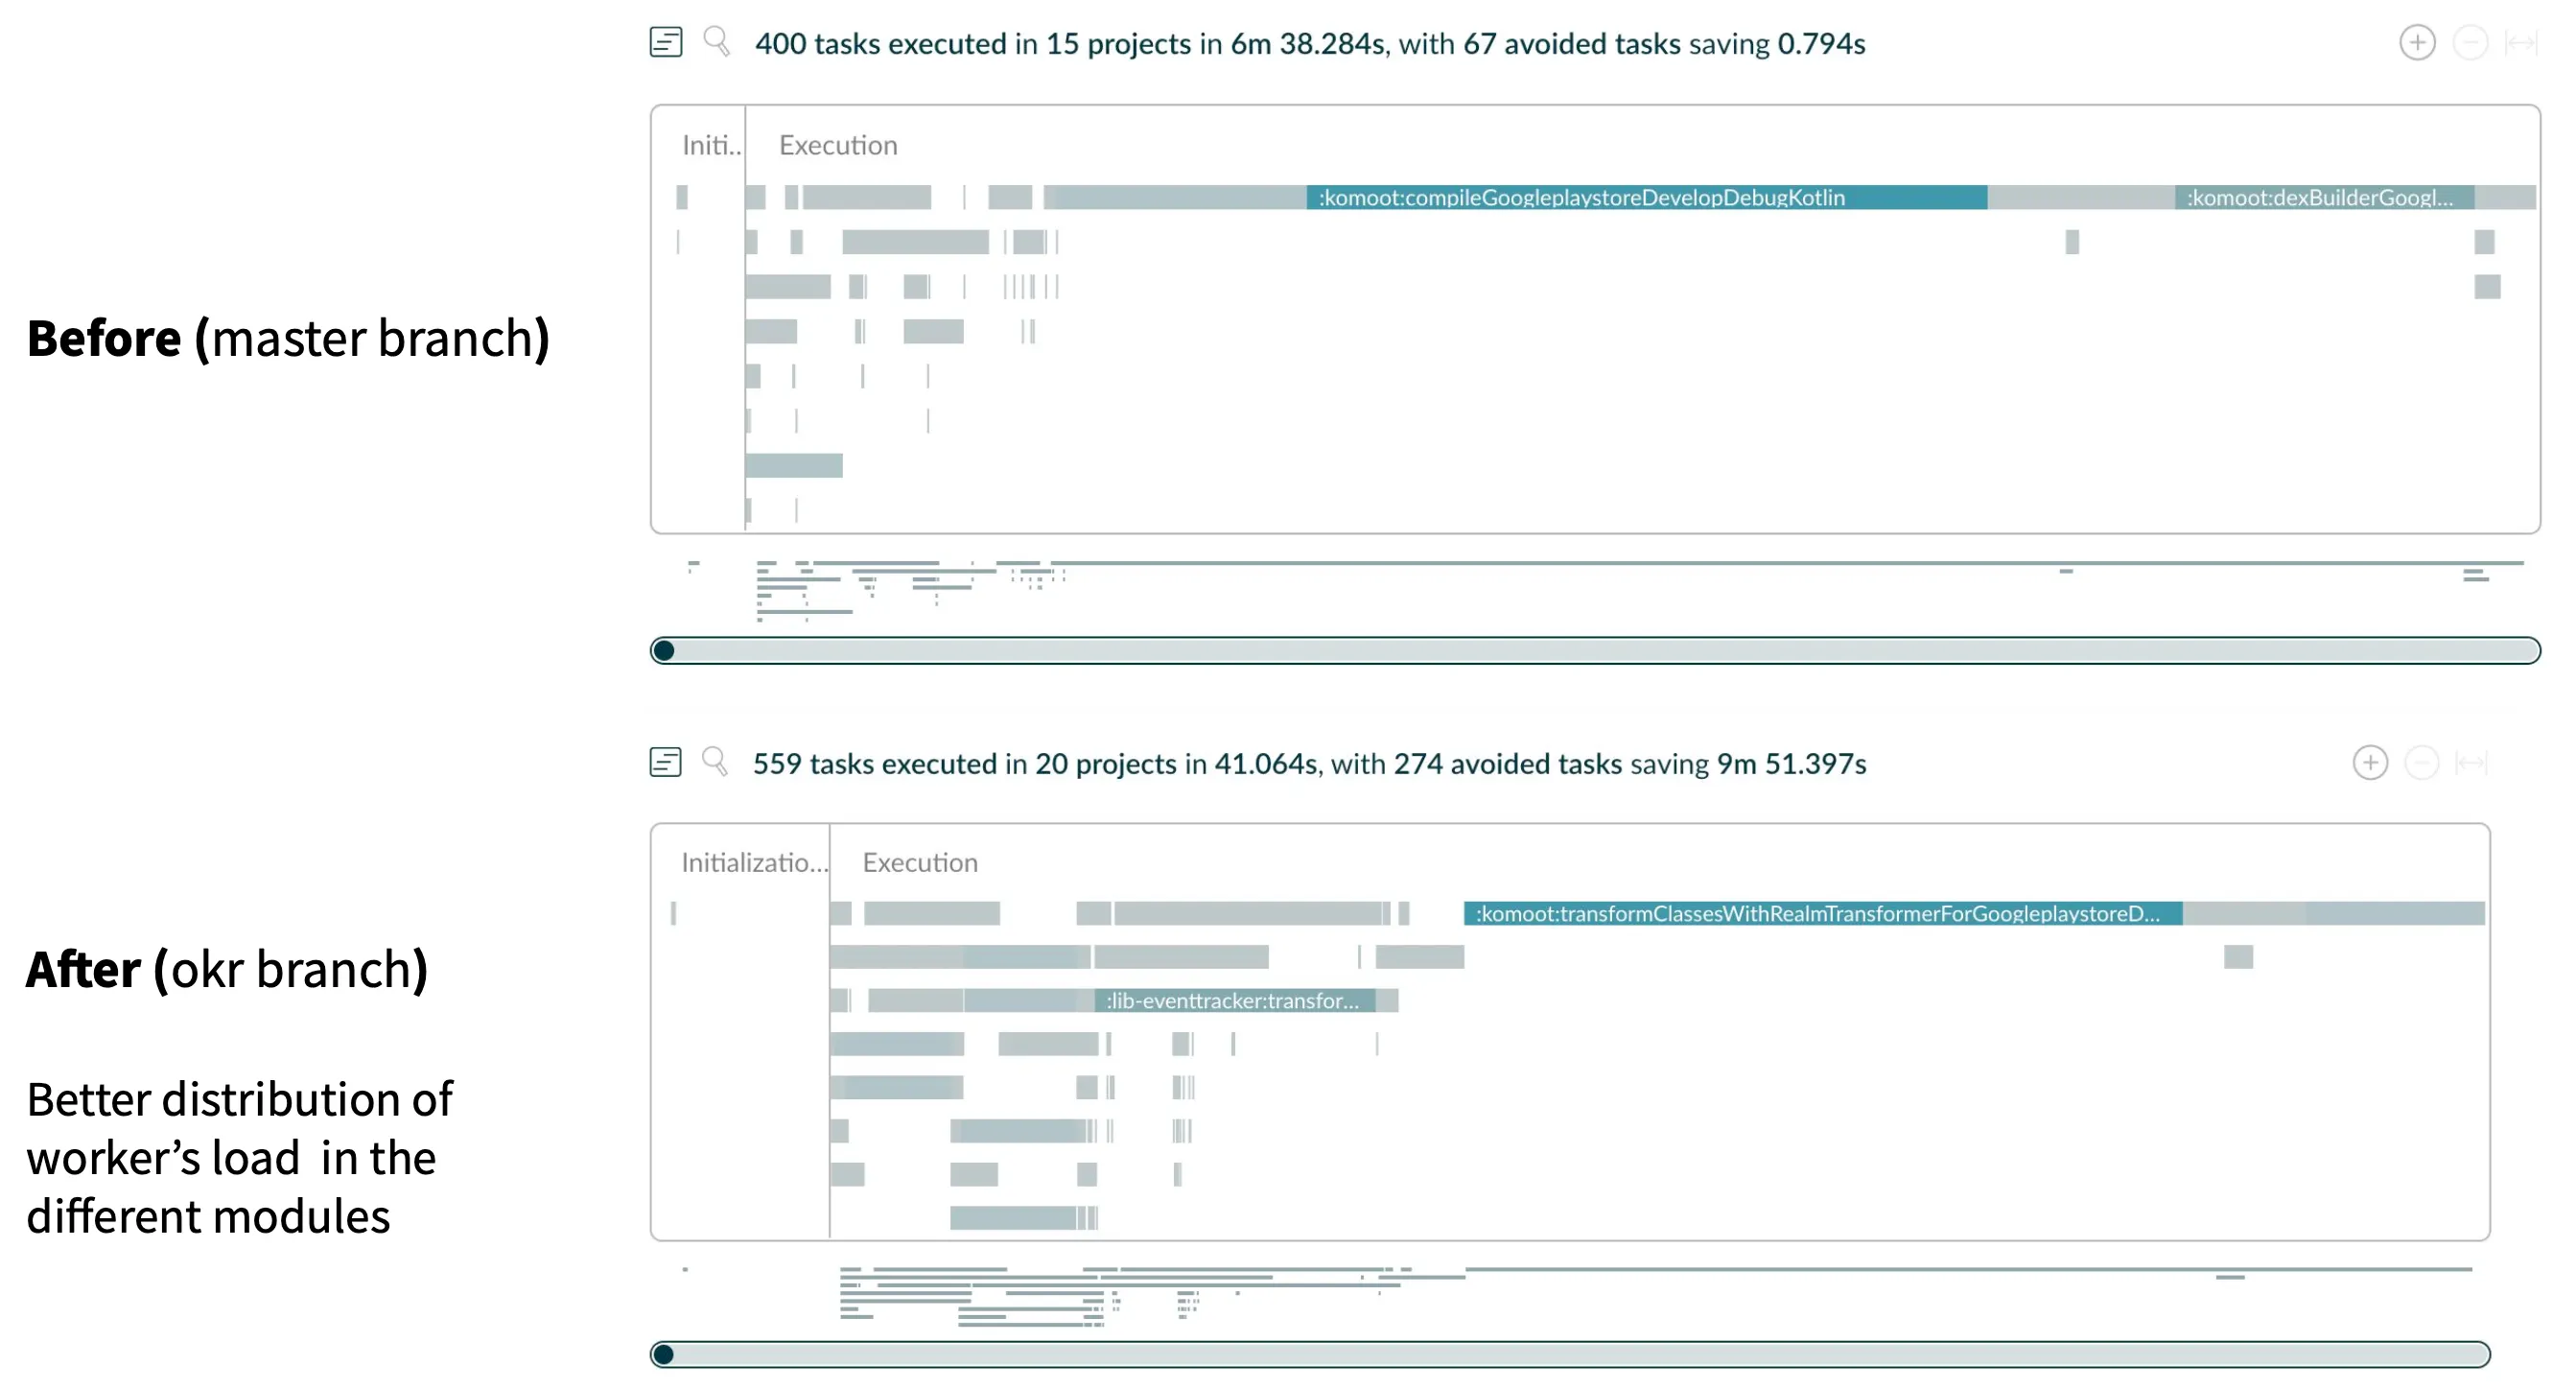 400 tasks executed in 15 projects in 6m 38.284s, with 67 avoided tasks saving 0.794s
Initi...
Execution
:komoot:compileGoogleplaystoreDevelopDebugKotlin
:komoot:dexBuilderGoogl...
Before (master branch)
559 tasks executed in 20 projects in 41.064s, with 274 avoided tasks saving 9m 51.397s
Initializatio...
Execution
:komoot:transformClassesWithRealmTransformerForGoogleplaystoreD...
:lib-eventtracker:transfor...
After (okr branch)
Better distribution of
worker’s load in the
different modules